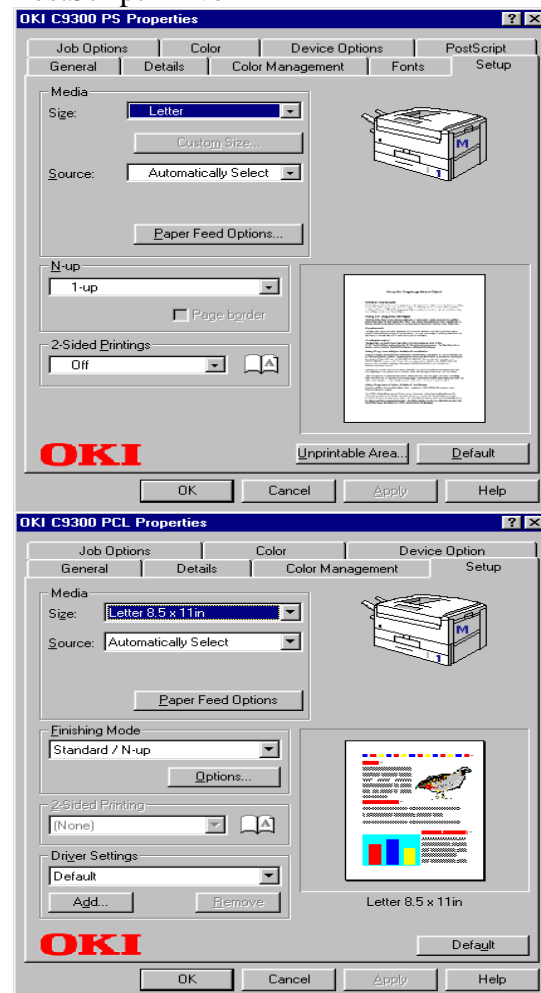 OKI C9300 PS Properties
Job Options Color Device Options PostScript
General Details Color Management Fonts Setup
Media
Size: Letter
Custom Size...
Source: Automatically Select
M
1
Paper Feed Options...
N-up
1-up
Page border
2-Sided Printings
Off
A
OKI
Unprintable Area... Default
OK Cancel Apply Help
OKI C9300 PCL Properties
Job Options Color Device Option
General Details Color Management Setup
Media
Size: Letter 8.5 x 11in
Source: Automatically Select
M
1
Paper Feed Options
Finishing Mode
Standard / N-up
Options...
2-Sided Printing
(None)
A
Driver Settings
Default
Add... Remove
Letter 8.5 x 11in
OKI
Default
OK Cancel Apply Help